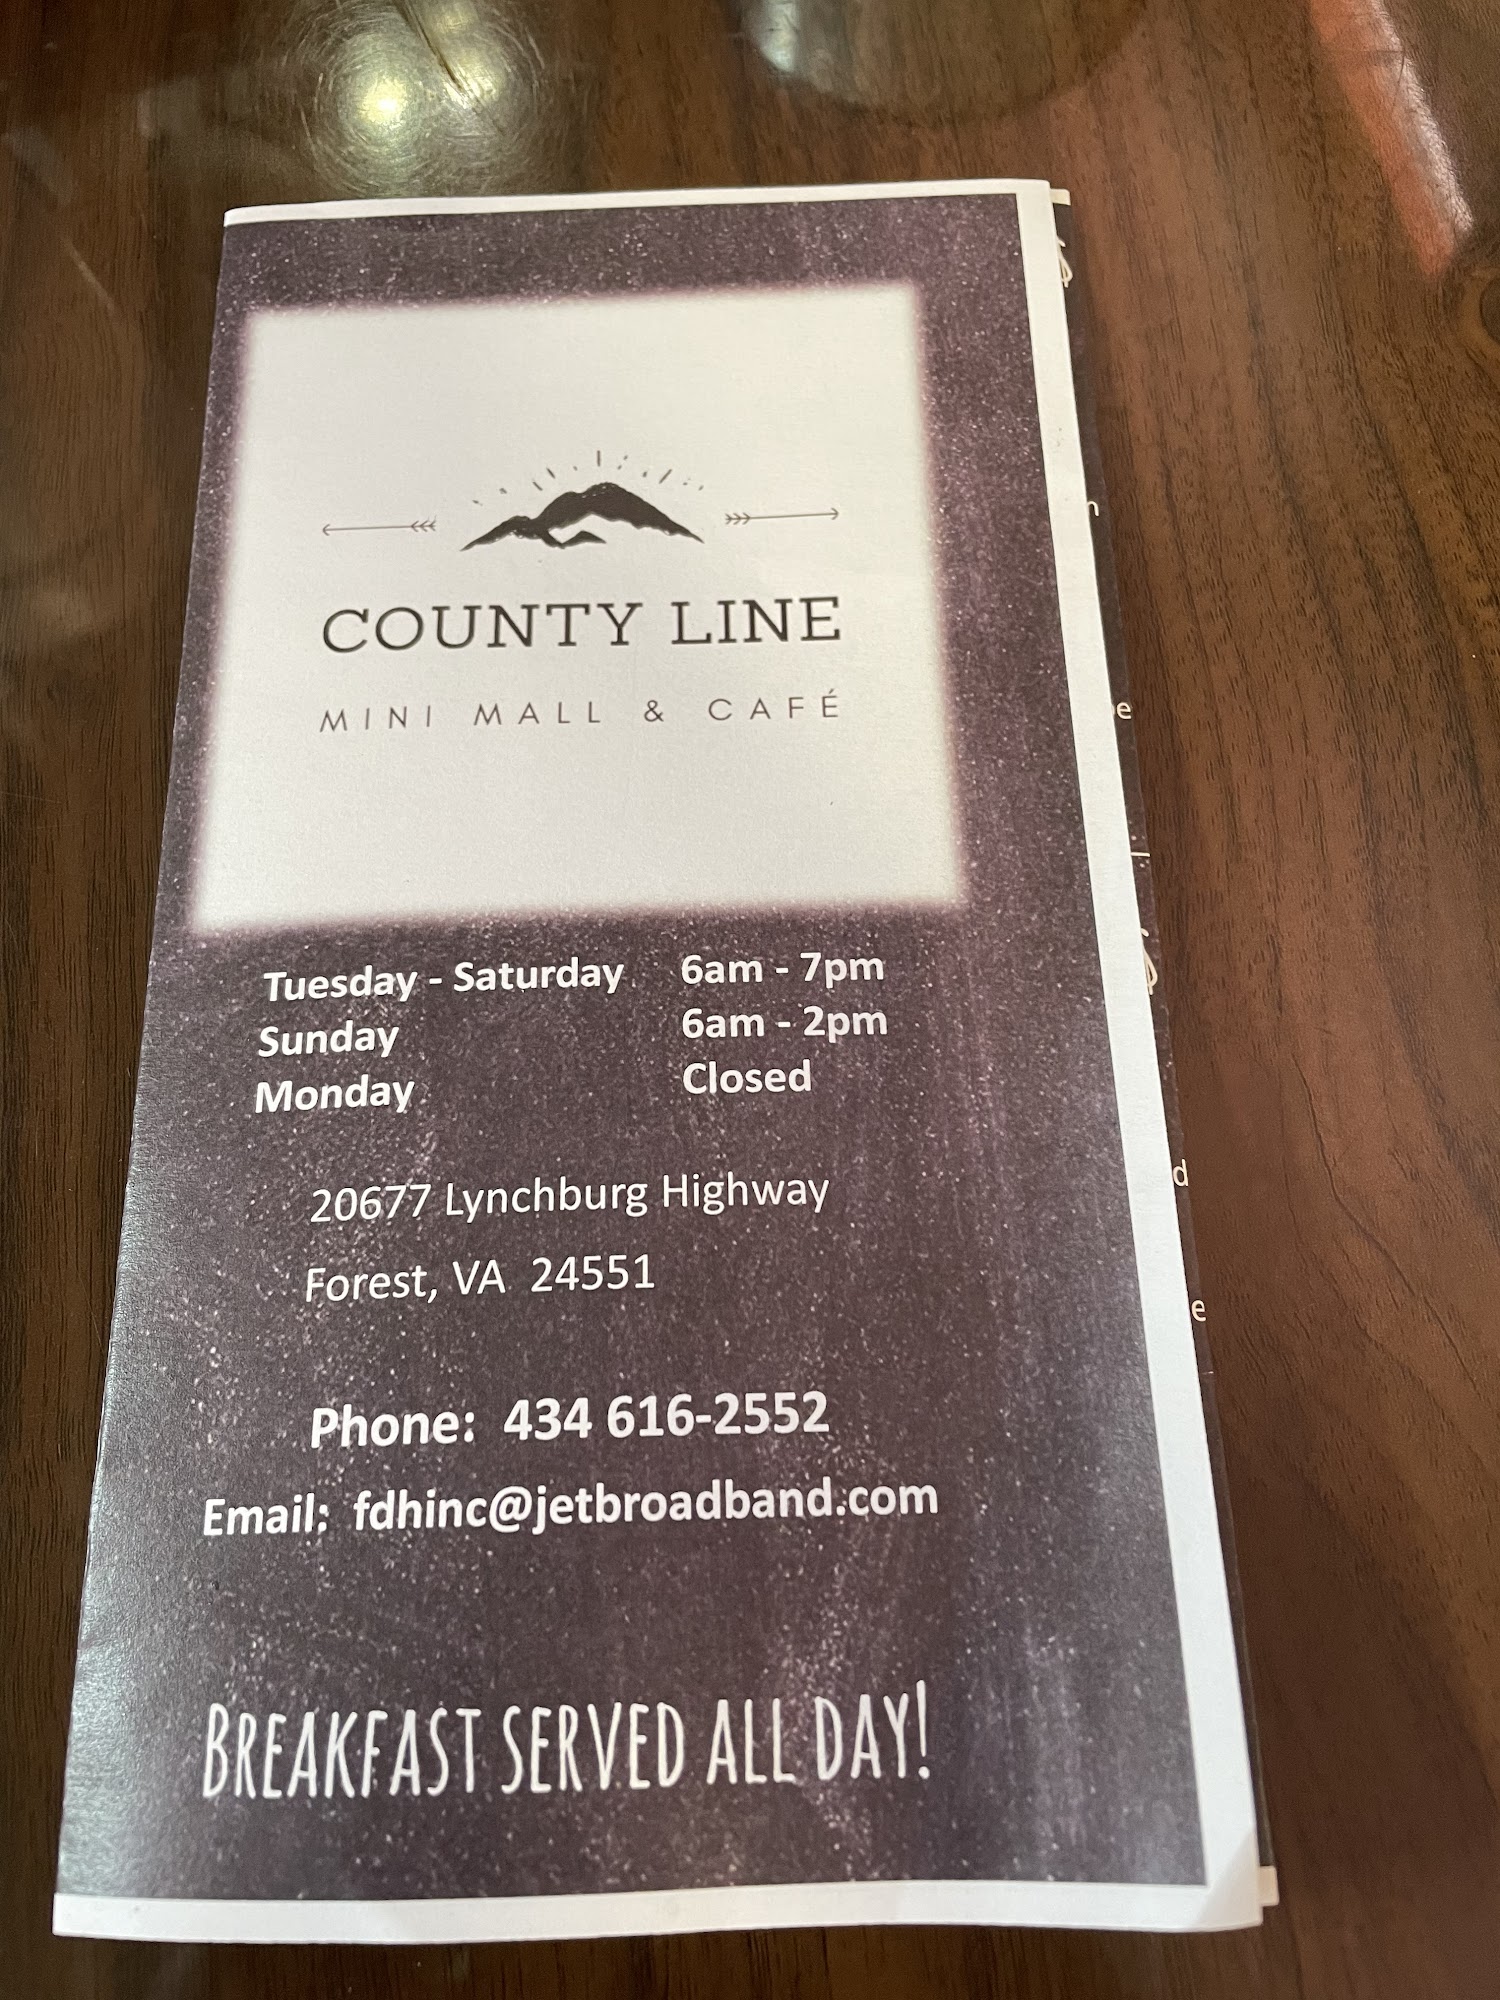 COUNTY LINE
MINI MALL & CAFÉ
Tuesday - Saturday 6am - 7pm
Sunday 6am - 2pm
Monday Closed
20677 Lynchburg Highway
Forest, VA 24551
Phone: 434 616-2552
Email: fdhinc@jetbroadband.com
BREAKFAST SERVED ALL DAY!